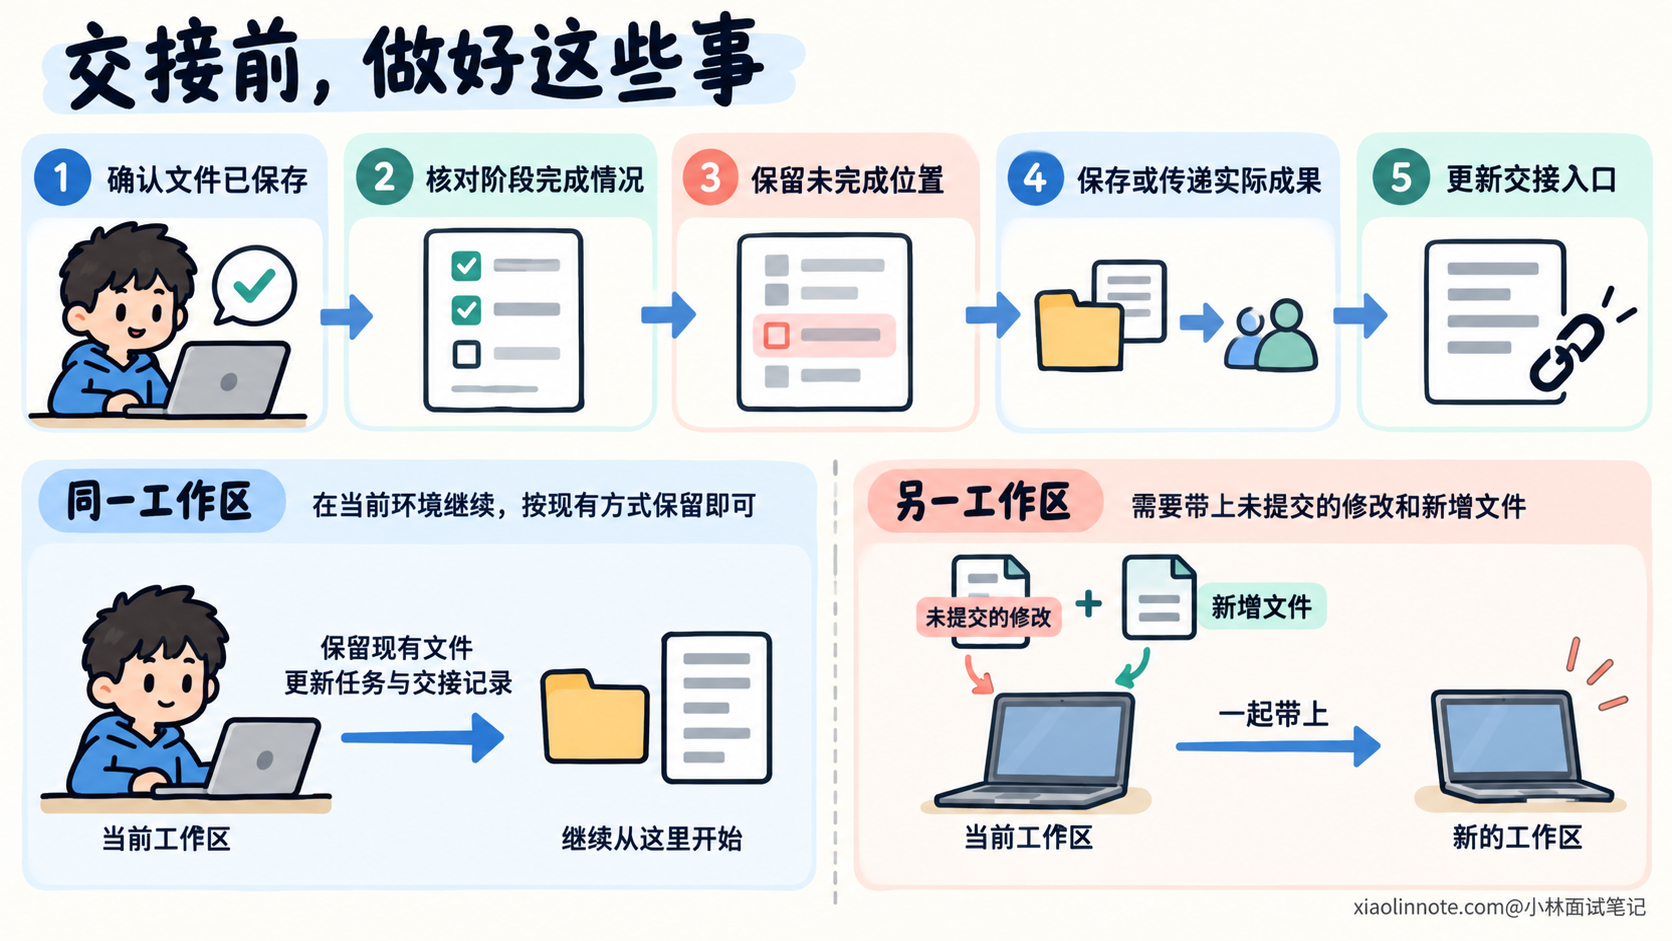 交接前，做好这些事
1 确认文件已保存
2 核对阶段完成情况
3 保留未完成位置
4 保存或传递实际成果
5 更新交接入口
同一工作区
在当前环境继续，按现有方式保留即可
保留现有文件
更新任务与交接记录
当前工作区
继续从这里开始
另一工作区
需要带上未提交的修改和新增文件
未提交的修改
+
新增文件
一起带上
当前工作区
新的工作区
xiaolinnote.com@小林面试笔记